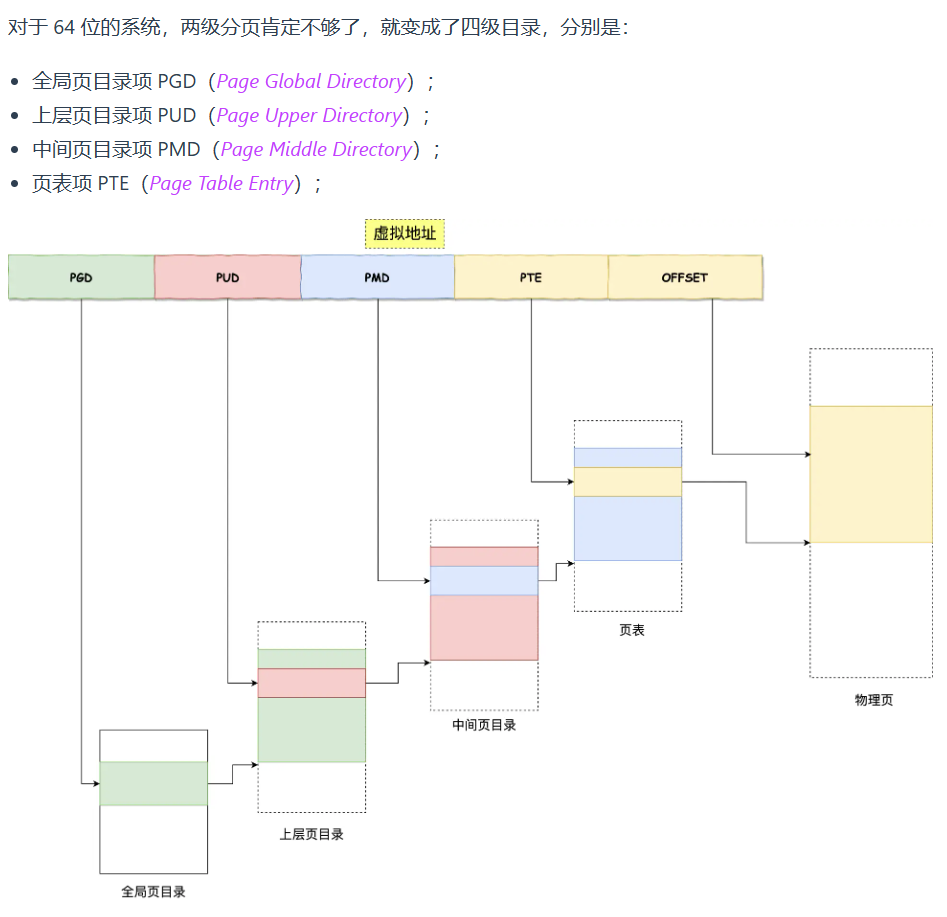 对于 64 位的系统，两级分页肯定不够了，就变成了四级目录，分别是：
全局页目录项 PGD（Page Global Directory）；
上层页目录项 PUD（Page Upper Directory）；
中间页目录项 PMD（Page Middle Directory）；
页表项 PTE（Page Table Entry）；
虚拟地址
PGD PUD PMD PTE OFFSET
页表
物理页
中间页目录
上层页目录
全局页目录